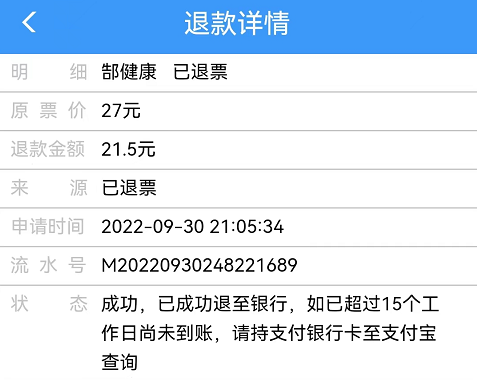 退款详情
明 细 郜健康 已退票
原 票 价 27元
退款金额 21.5元
来 源 已退票
申请时间 2022-09-30 21:05:34
流 水 号 M20220930248221689
状 态 成功，已成功退至银行，如已超过15个工
作日尚未到账，请持支付银行卡至支付宝
查询